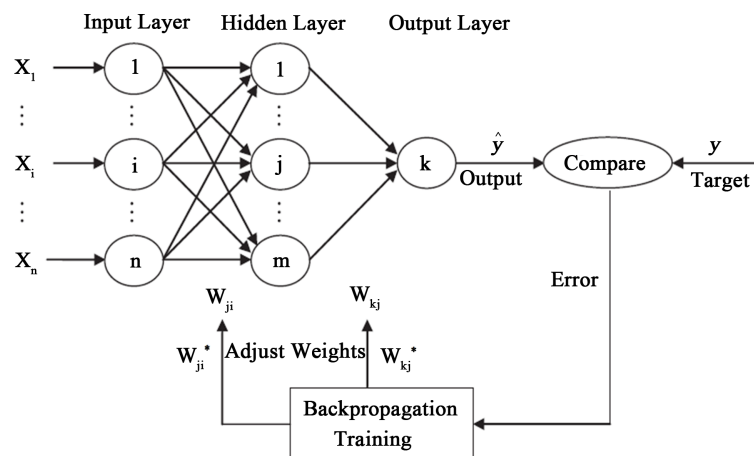 Input Layer Hidden Layer Output Layer
X₁ 1 1
⋮ ⋮ ⋮
Xᵢ i j k ŷ Compare y
Output Target
⋮ ⋮ ⋮
Xₙ n m
Error
Wⱼᵢ Wₖⱼ
Wⱼᵢ* Adjust Weights Wₖⱼ*
Backpropagation
Training